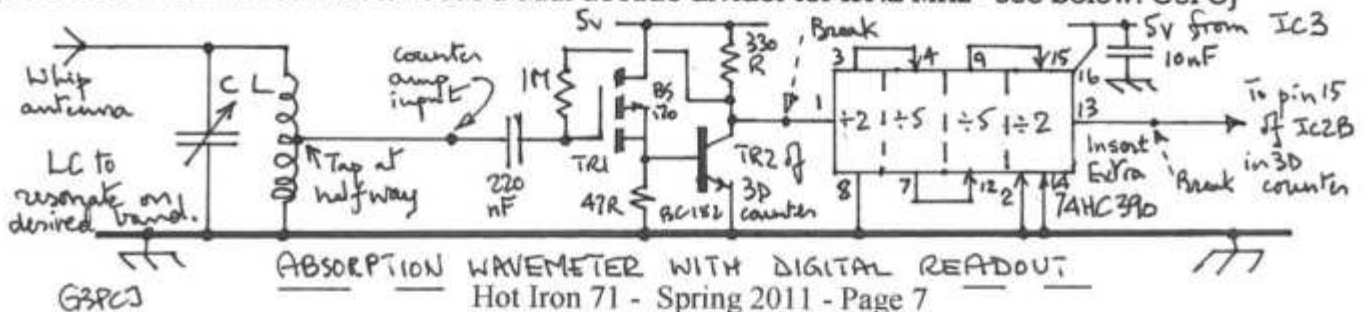 5v
330
R
Break
5v from IC3
10nF
Whip
antenna
C L
counter
amp
input
1M
BS
170
3 4 9 15
16
1
÷2 ÷5 ÷5 ÷2
13
To pin 15
of IC2B
in 3D
counter
LC to
resonate on
desired band.
Tap at
halfway
220
nF
TR1
47R
BC182
TR2 of
3D
counter
8 7 12 2 14
Insert
Extra
74HC390
Break
ABSORPTION WAVEMETER WITH DIGITAL READOUT
G3PCJ
Hot Iron 71 - Spring 2011 - Page 7